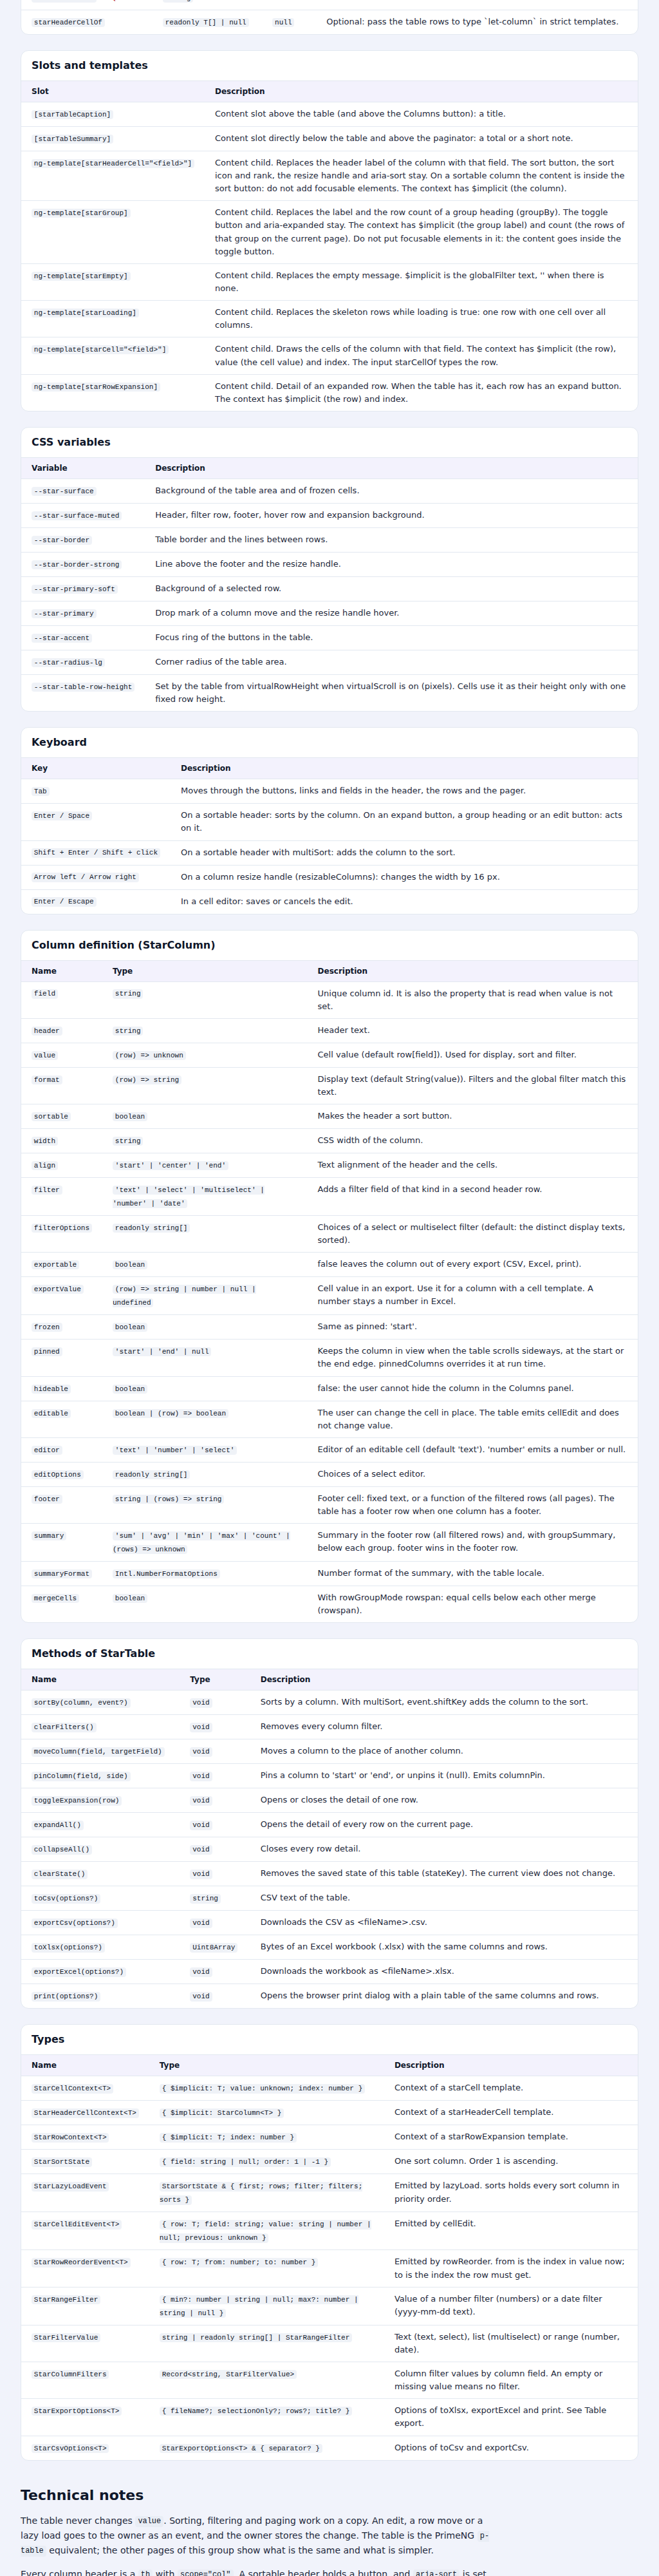 starHeaderCellOf readonly T[] | null null Optional: pass the table rows to type `let-column` in strict templates.
Slots and templates
Slot Description
[starTableCaption] Content slot above the table (and above the Columns button): a title.
[starTableSummary] Content slot directly below the table and above the paginator: a total or a short note.
ng-template[starHeaderCell="<field>"] Content child. Replaces the header label of the column with that field. The sort button, the sort
icon and rank, the resize handle and aria-sort stay. On a sortable column the content is inside the
sort button: do not add focusable elements. The context has $implicit (the column).
ng-template[starGroup] Content child. Replaces the label and the row count of a group heading (groupBy). The toggle
button and aria-expanded stay. The context has $implicit (the group label) and count (the rows of
that group on the current page). Do not put focusable elements in it: the content goes inside the
toggle button.
ng-template[starEmpty] Content child. Replaces the empty message. $implicit is the globalFilter text, '' when there is
none.
ng-template[starLoading] Content child. Replaces the skeleton rows while loading is true: one row with one cell over all
columns.
ng-template[starCell="<field>"] Content child. Draws the cells of the column with that field. The context has $implicit (the row),
value (the cell value) and index. The input starCellOf types the row.
ng-template[starRowExpansion] Content child. Detail of an expanded row. When the table has it, each row has an expand button.
The context has $implicit (the row) and index.
CSS variables
Variable Description
--star-surface Background of the table area and of frozen cells.
--star-surface-muted Header, filter row, footer, hover row and expansion background.
--star-border Table border and the lines between rows.
--star-border-strong Line above the footer and the resize handle.
--star-primary-soft Background of a selected row.
--star-primary Drop mark of a column move and the resize handle hover.
--star-accent Focus ring of the buttons in the table.
--star-radius-lg Corner radius of the table area.
--star-table-row-height Set by the table from virtualRowHeight when virtualScroll is on (pixels). Cells use it as their height only with one
fixed row height.
Keyboard
Key Description
Tab Moves through the buttons, links and fields in the header, the rows and the pager.
Enter / Space On a sortable header: sorts by the column. On an expand button, a group heading or an edit button: acts
on it.
Shift + Enter / Shift + click On a sortable header with multiSort: adds the column to the sort.
Arrow left / Arrow right On a column resize handle (resizableColumns): changes the width by 16 px.
Enter / Escape In a cell editor: saves or cancels the edit.
Column definition (StarColumn)
Name Type Description
field string Unique column id. It is also the property that is read when value is not
set.
header string Header text.
value (row) => unknown Cell value (default row[field]). Used for display, sort and filter.
format (row) => string Display text (default String(value)). Filters and the global filter match this
text.
sortable boolean Makes the header a sort button.
width string CSS width of the column.
align 'start' | 'center' | 'end' Text alignment of the header and the cells.
filter 'text' | 'select' | 'multiselect' | Adds a filter field of that kind in a second header row.
'number' | 'date'
filterOptions readonly string[] Choices of a select or multiselect filter (default: the distinct display texts,
sorted).
exportable boolean false leaves the column out of every export (CSV, Excel, print).
exportValue (row) => string | number | null | Cell value in an export. Use it for a column with a cell template. A
undefined number stays a number in Excel.
frozen boolean Same as pinned: 'start'.
pinned 'start' | 'end' | null Keeps the column in view when the table scrolls sideways, at the start or
the end edge. pinnedColumns overrides it at run time.
hideable boolean false: the user cannot hide the column in the Columns panel.
editable boolean | (row) => boolean The user can change the cell in place. The table emits cellEdit and does
not change value.
editor 'text' | 'number' | 'select' Editor of an editable cell (default 'text'). 'number' emits a number or null.
editOptions readonly string[] Choices of a select editor.
footer string | (rows) => string Footer cell: fixed text, or a function of the filtered rows (all pages). The
table has a footer row when one column has a footer.
summary 'sum' | 'avg' | 'min' | 'max' | 'count' | Summary in the footer row (all filtered rows) and, with groupSummary,
(rows) => unknown below each group. footer wins in the footer row.
summaryFormat Intl.NumberFormatOptions Number format of the summary, with the table locale.
mergeCells boolean With rowGroupMode rowspan: equal cells below each other merge
(rowspan).
Methods of StarTable
Name Type Description
sortBy(column, event?) void Sorts by a column. With multiSort, event.shiftKey adds the column to the sort.
clearFilters() void Removes every column filter.
moveColumn(field, targetField) void Moves a column to the place of another column.
pinColumn(field, side) void Pins a column to 'start' or 'end', or unpins it (null). Emits columnPin.
toggleExpansion(row) void Opens or closes the detail of one row.
expandAll() void Opens the detail of every row on the current page.
collapseAll() void Closes every row detail.
clearState() void Removes the saved state of this table (stateKey). The current view does not change.
toCsv(options?) string CSV text of the table.
exportCsv(options?) void Downloads the CSV as <fileName>.csv.
toXlsx(options?) Uint8Array Bytes of an Excel workbook (.xlsx) with the same columns and rows.
exportExcel(options?) void Downloads the workbook as <fileName>.xlsx.
print(options?) void Opens the browser print dialog with a plain table of the same columns and rows.
Types
Name Type Description
StarCellContext<T> { $implicit: T; value: unknown; index: number } Context of a starCell template.
StarHeaderCellContext<T> { $implicit: StarColumn<T> } Context of a starHeaderCell template.
StarRowContext<T> { $implicit: T; index: number } Context of a starRowExpansion template.
StarSortState { field: string | null; order: 1 | -1 } One sort column. Order 1 is ascending.
StarLazyLoadEvent StarSortState & { first; rows; filter; filters; Emitted by lazyLoad. sorts holds every sort column in
sorts } priority order.
StarCellEditEvent<T> { row: T; field: string; value: string | number | Emitted by cellEdit.
null; previous: unknown }
StarRowReorderEvent<T> { row: T; from: number; to: number } Emitted by rowReorder. from is the index in value now;
to is the index the row must get.
StarRangeFilter { min?: number | string | null; max?: number | Value of a number filter (numbers) or a date filter
string | null } (yyyy-mm-dd text).
StarFilterValue string | readonly string[] | StarRangeFilter Text (text, select), list (multiselect) or range (number,
date).
StarColumnFilters Record<string, StarFilterValue> Column filter values by column field. An empty or
missing value means no filter.
StarExportOptions<T> { fileName?; selectionOnly?; rows?; title? } Options of toXlsx, exportExcel and print. See Table
export.
StarCsvOptions<T> StarExportOptions<T> & { separator? } Options of toCsv and exportCsv.
Technical notes
The table never changes value. Sorting, filtering and paging work on a copy. An edit, a row move or a
lazy load goes to the owner as an event, and the owner stores the change. The table is the PrimeNG p-
table equivalent; the other pages of this group show what is the same and what is simpler.
Every column header is a th with scope="col". A sortable header holds a button, and aria-sort is set